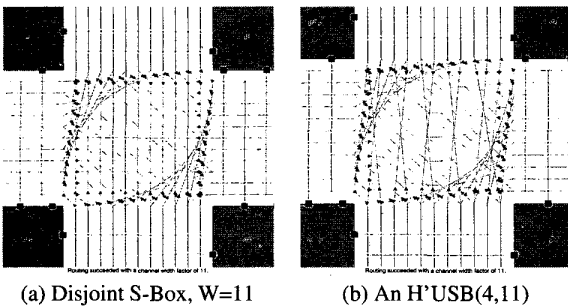 Routing succeeded with a channel width factor of 11.
Routing succeeded with a channel width factor of 11.
(a) Disjoint S-Box, W=11
(b) An H'USB(4,11)